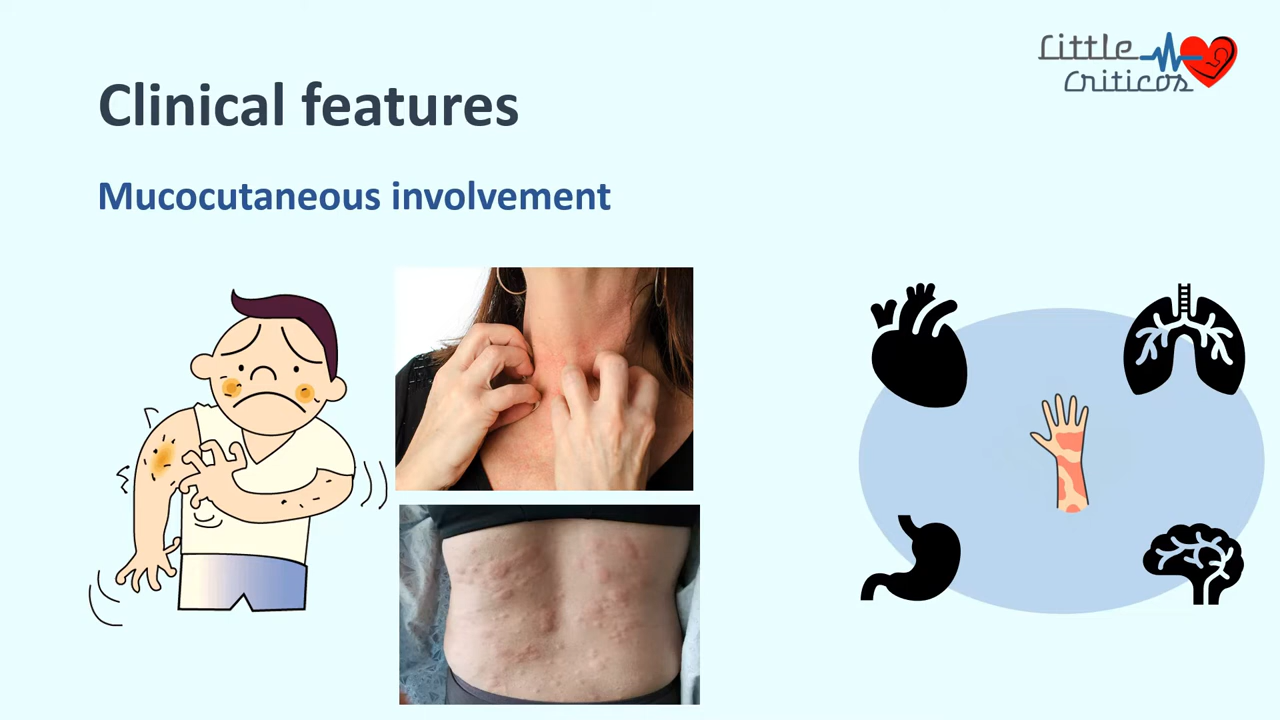 Little
Criticos
Clinical features
Mucocutaneous involvement